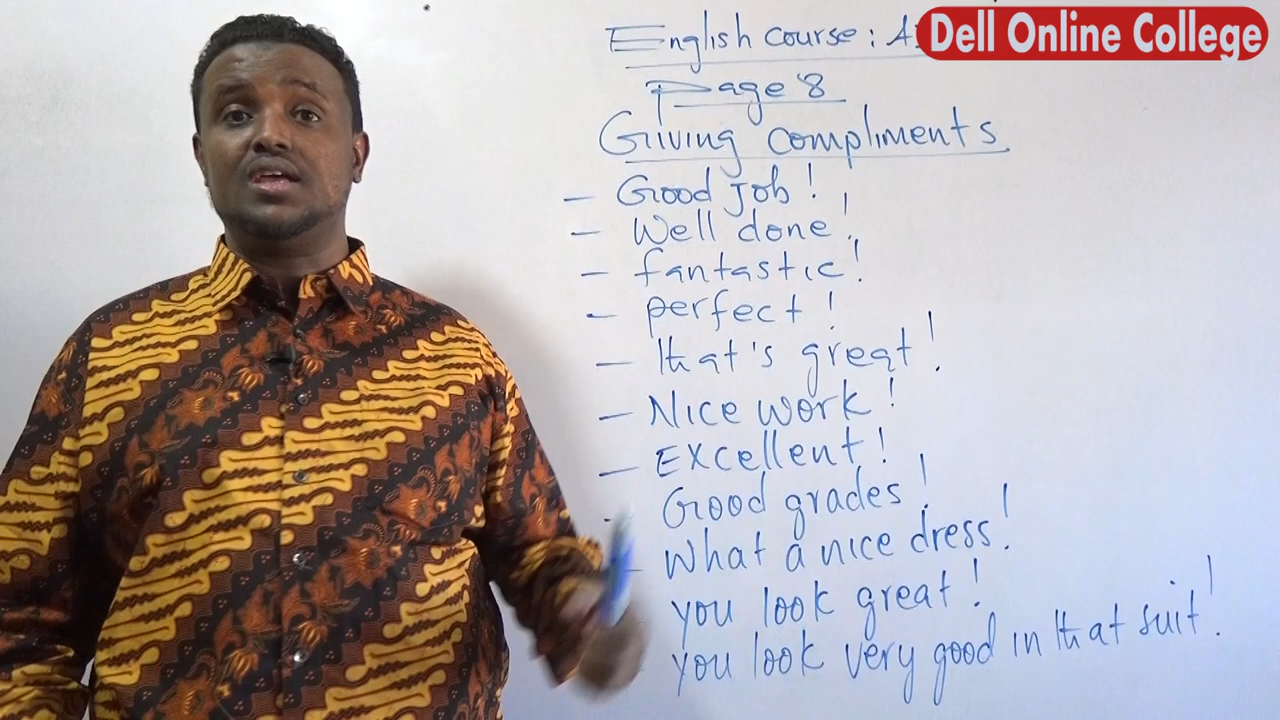 Dell Online College
English course:
Page 8
Giving compliments
- Good job!
- Well done!
- fantastic!
- perfect!
- that's great!
- Nice work!
- Excellent!
- Good grades!
- What a nice dress!
you look great!
you look very good in that suit!